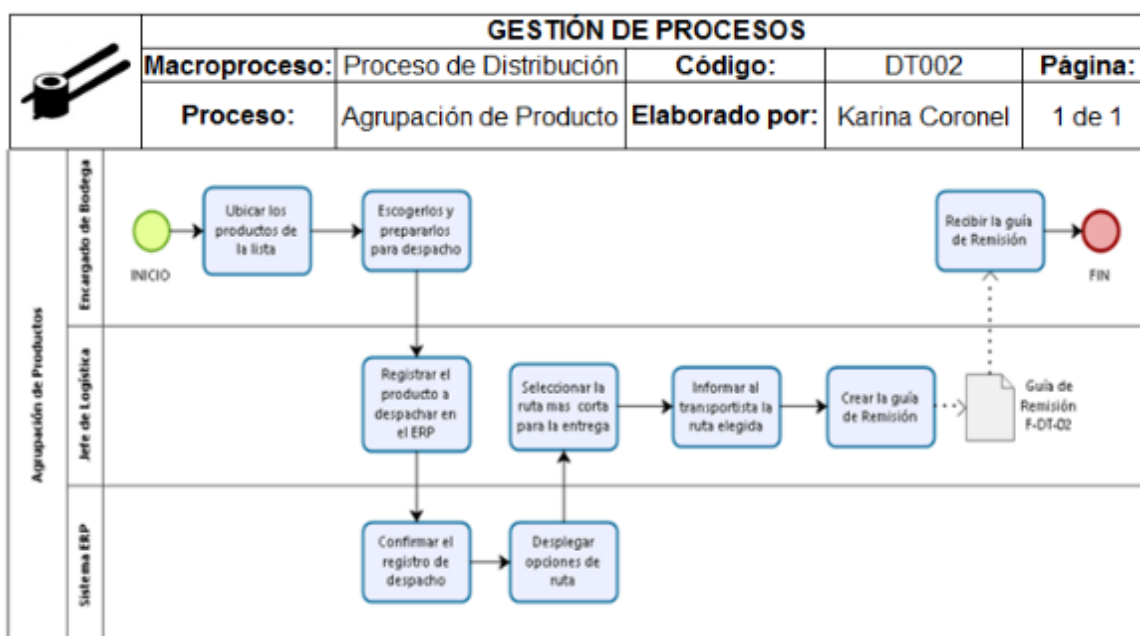 GESTIÓN DE PROCESOS
Macroproceso: Proceso de Distribución Código: DT002 Página:
Proceso: Agrupación de Producto Elaborado por: Karina Coronel 1 de 1
Agrupación de Productos
Encargado de Bodega
INICIO
Ubicar los
productos de
la lista
Escogerlos y
prepararlos
para despacho
Recibir la guía
de Remisión
FIN
Jefe de Logística
Registrar el
producto a
despachar en
el ERP
Seleccionar la
ruta mas corta
para la entrega
Informar al
transportista la
ruta elegida
Crear la guía
de Remisión
Guía de
Remisión
F-DT-02
Sistema ERP
Confirmar el
registro de
despacho
Desplegar
opciones de
ruta